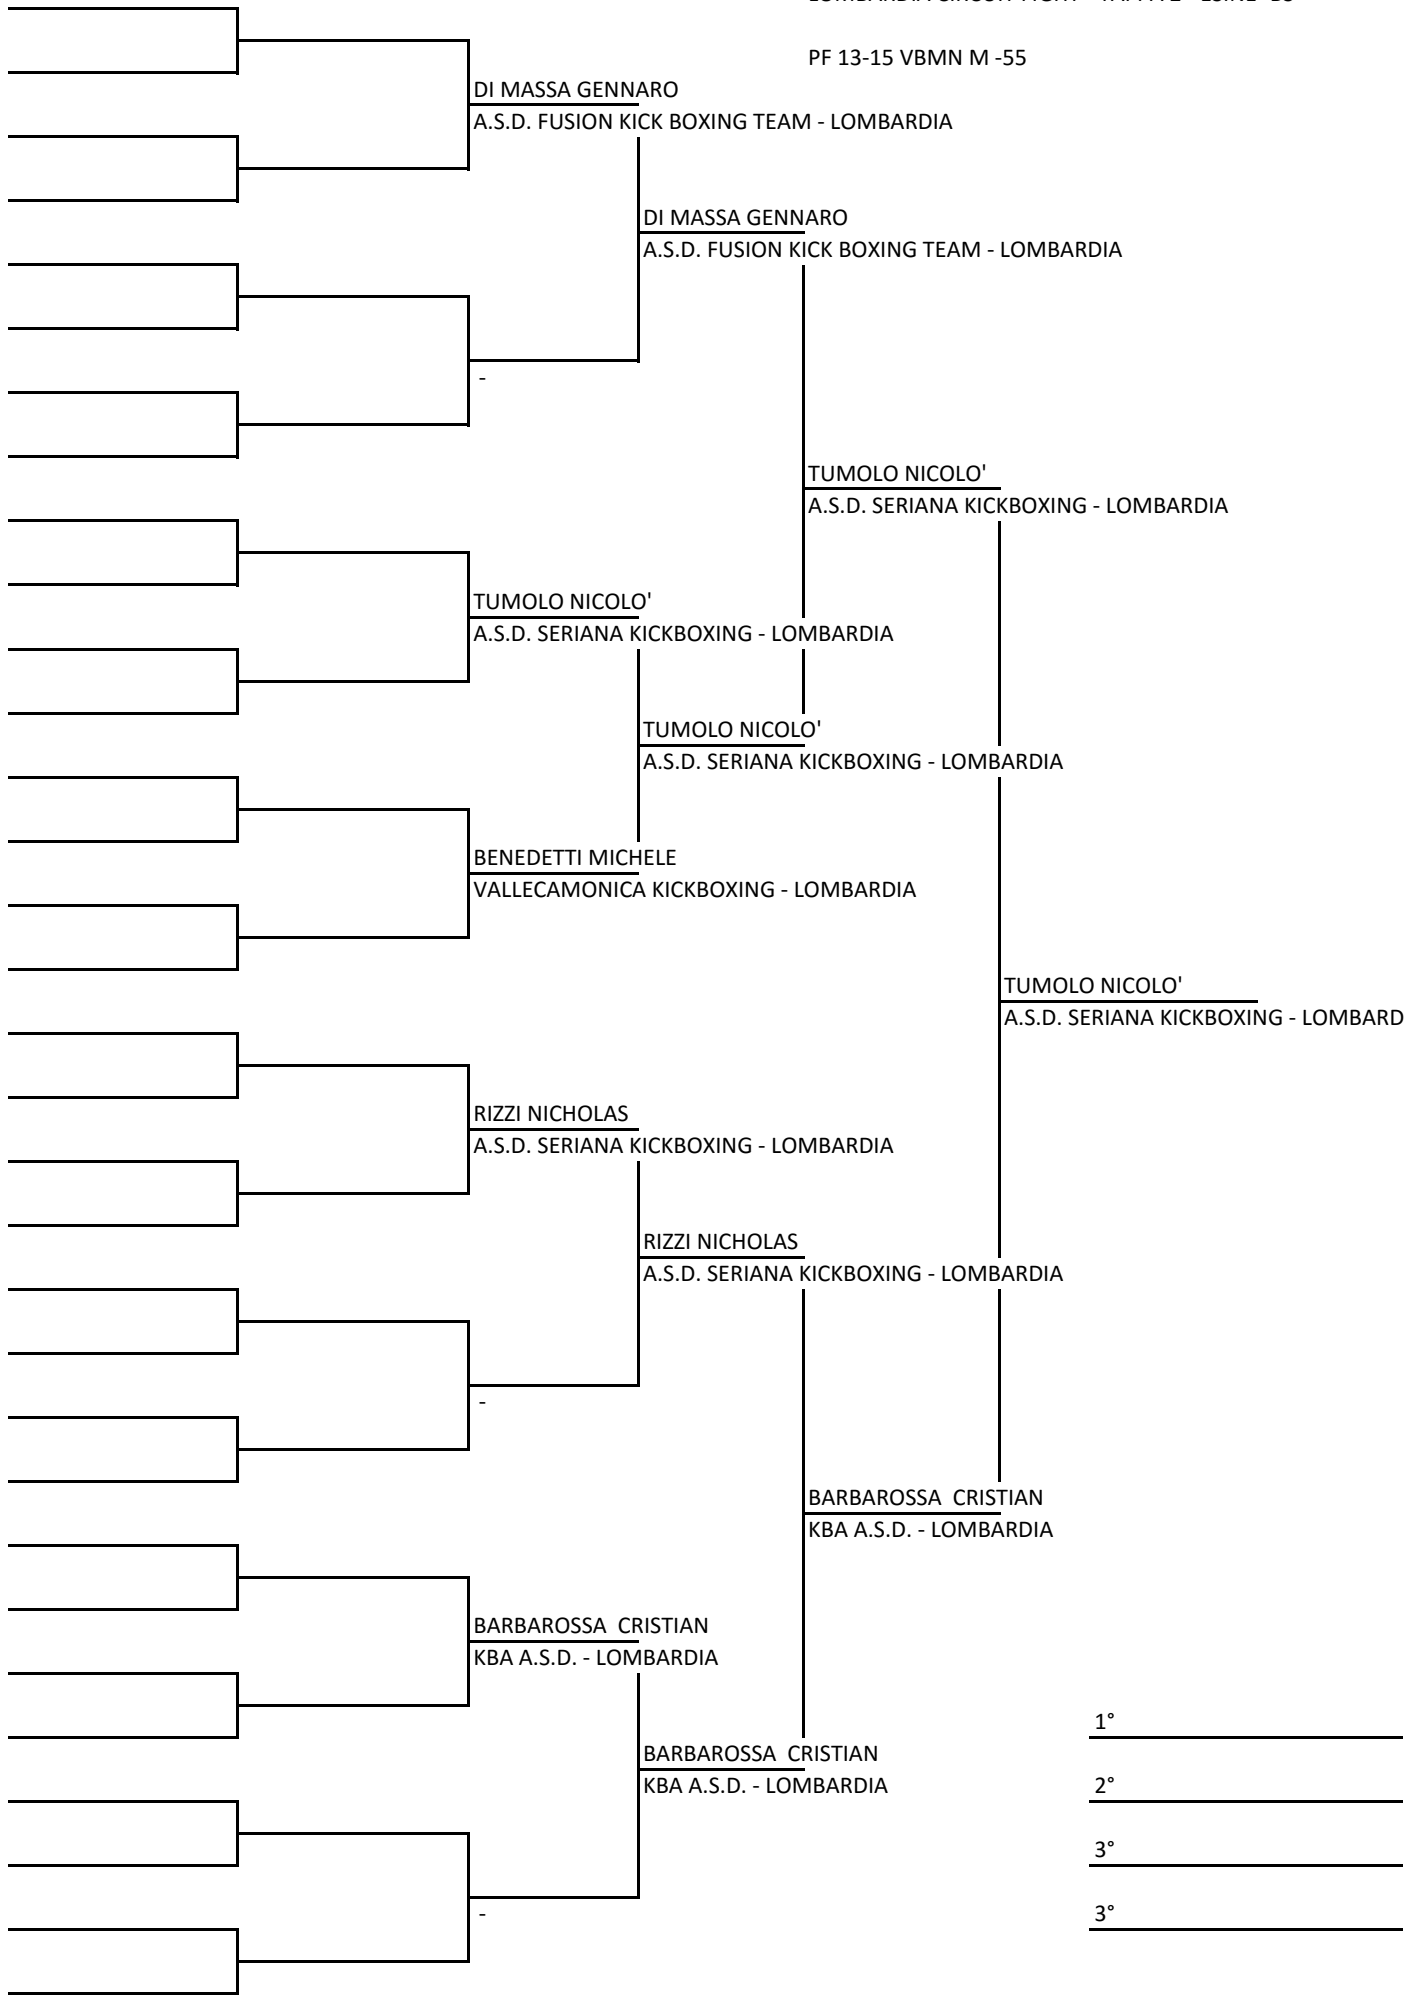 PF 13-15 VBMN M -55
DI MASSA GENNARO
A.S.D. FUSION KICK BOXING TEAM - LOMBARDIA
DI MASSA GENNARO
A.S.D. FUSION KICK BOXING TEAM - LOMBARDIA
-
TUMOLO NICOLO'
A.S.D. SERIANA KICKBOXING - LOMBARDIA
TUMOLO NICOLO'
A.S.D. SERIANA KICKBOXING - LOMBARDIA
TUMOLO NICOLO'
A.S.D. SERIANA KICKBOXING - LOMBARDIA
BENEDETTI MICHELE
VALLECAMONICA KICKBOXING - LOMBARDIA
TUMOLO NICOLO'
A.S.D. SERIANA KICKBOXING - LOMBARD
RIZZI NICHOLAS
A.S.D. SERIANA KICKBOXING - LOMBARDIA
RIZZI NICHOLAS
A.S.D. SERIANA KICKBOXING - LOMBARDIA
-
BARBAROSSA  CRISTIAN
KBA A.S.D. - LOMBARDIA
BARBAROSSA  CRISTIAN
KBA A.S.D. - LOMBARDIA
1°
BARBAROSSA  CRISTIAN
KBA A.S.D. - LOMBARDIA
2°
3°
-
3°